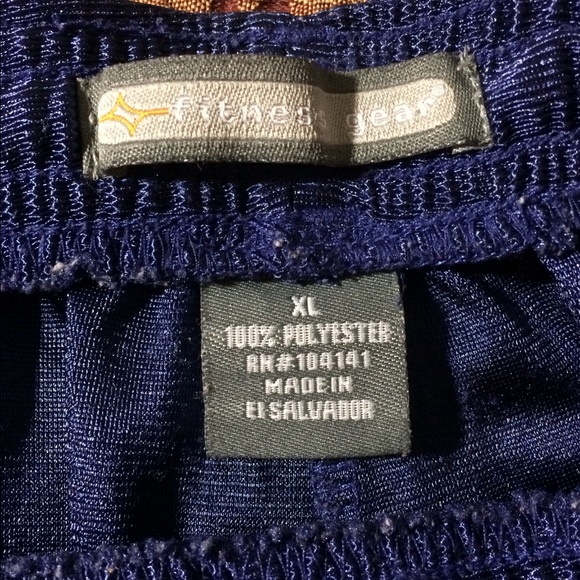 fitness gear®
XL
100% POLYESTER
RN#104141
MADE IN
El SALVADOR